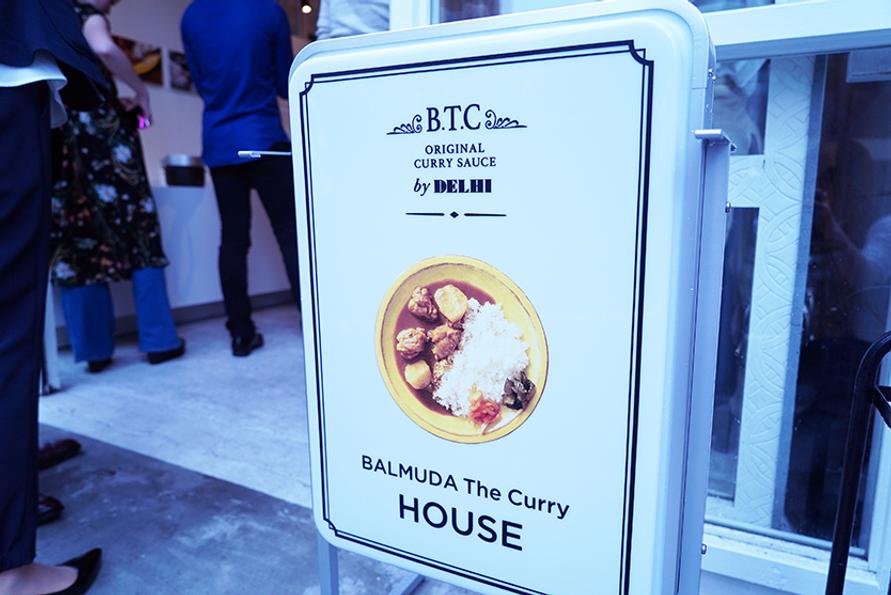 B.T.C
ORIGINAL
CURRY SAUCE
by DELHI
BALMUDA The Curry
HOUSE